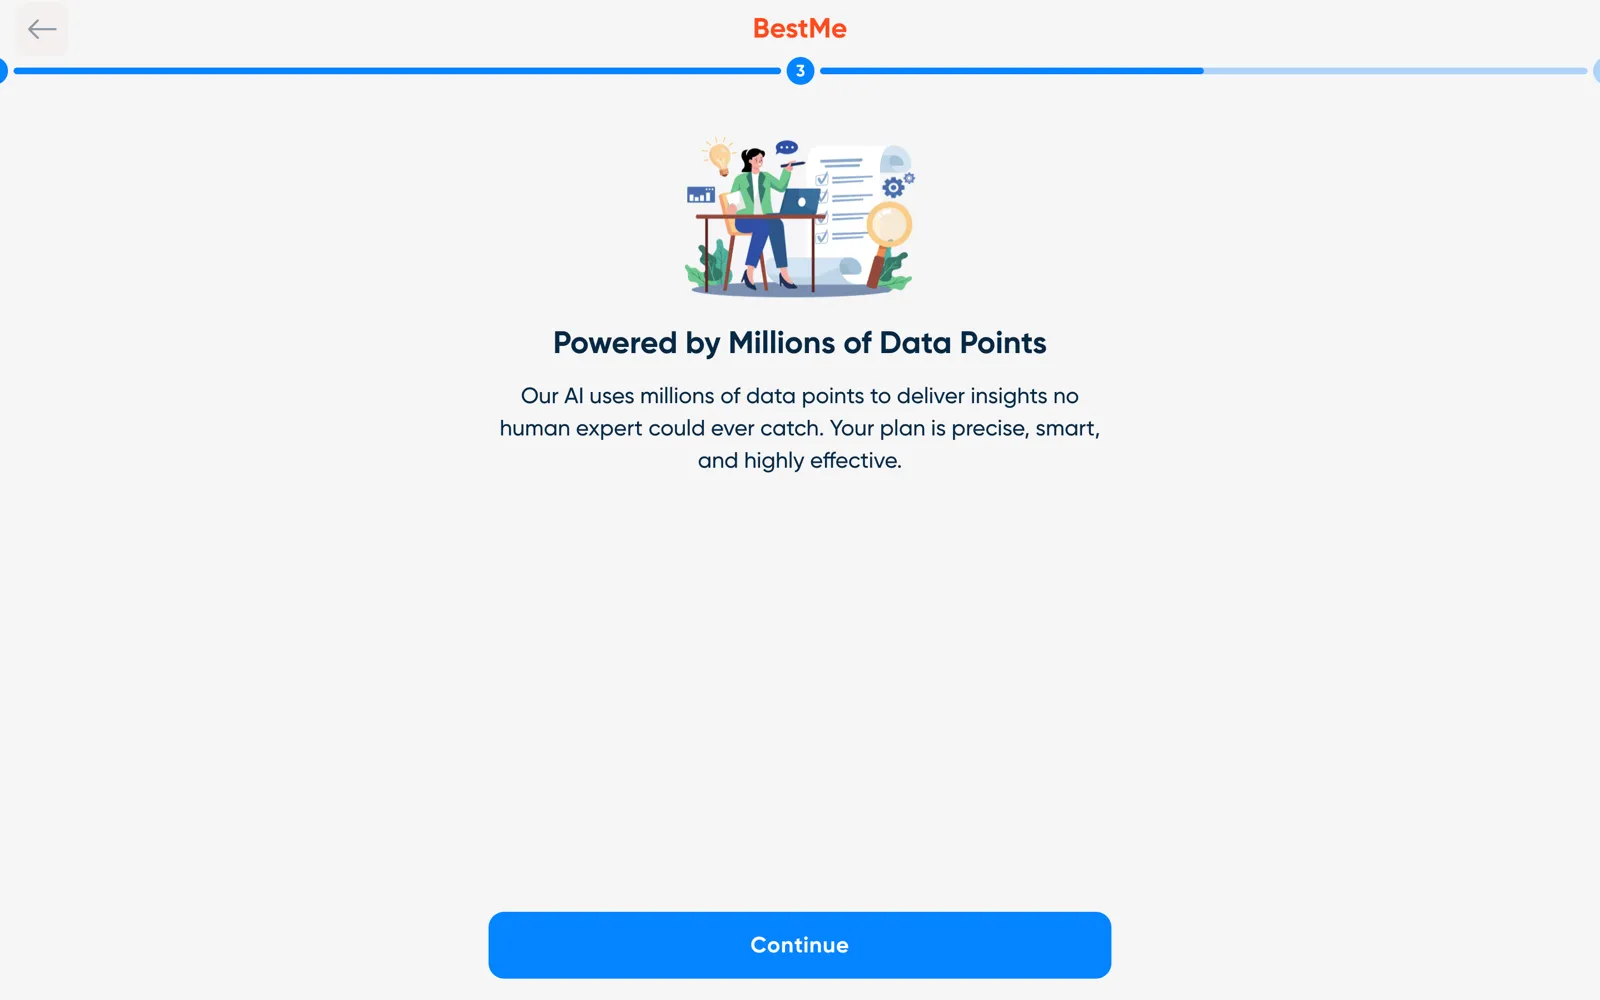 BestMe
3
Powered by Millions of Data Points
Our AI uses millions of data points to deliver insights no
human expert could ever catch. Your plan is precise, smart,
and highly effective.
Continue